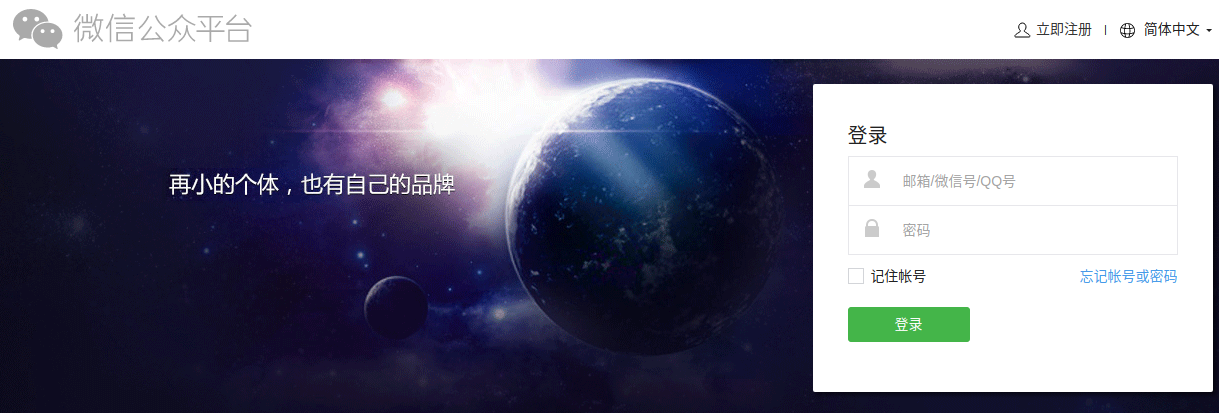 微信公众平台
立即注册
简体中文
再小的个体，也有自己的品牌
登录
邮箱/微信号/QQ号
密码
记住帐号
忘记帐号或密码
登录